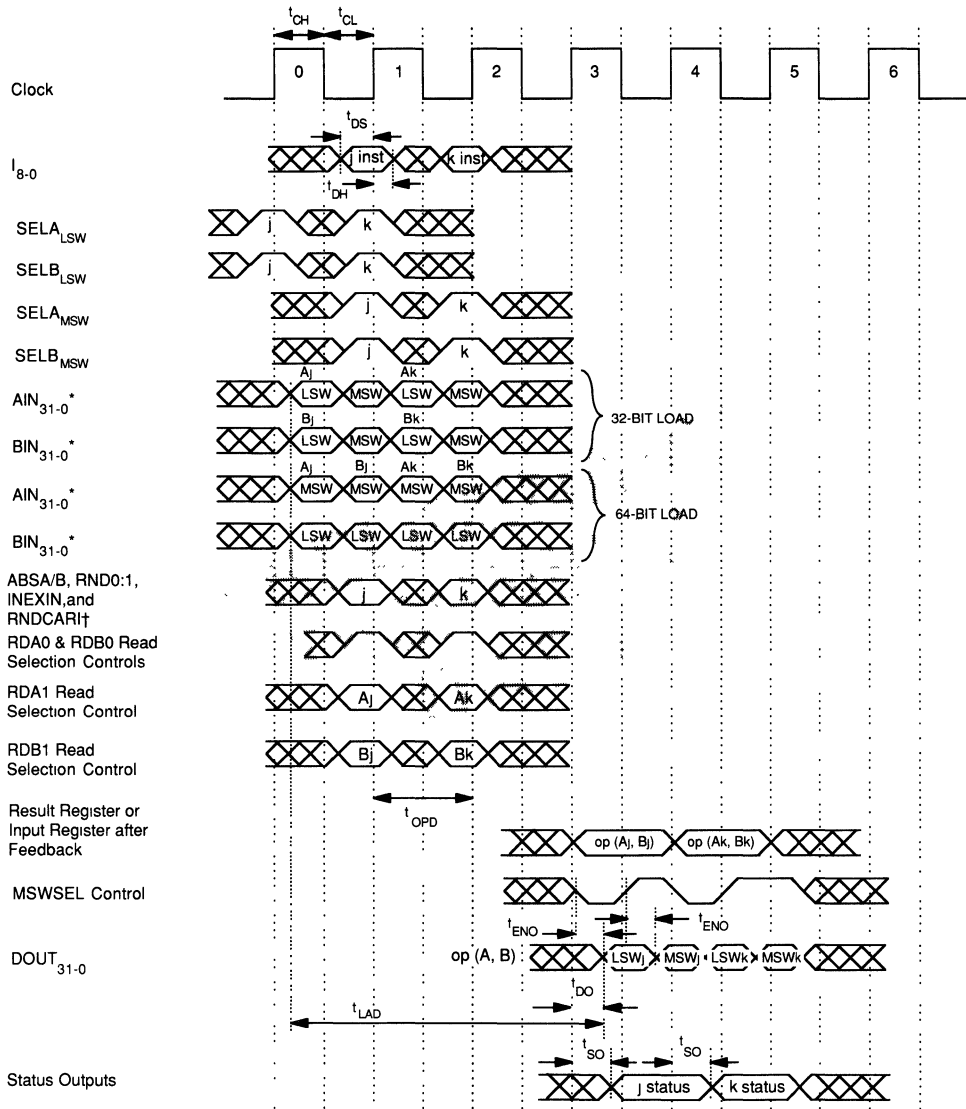 tCH tCL
Clock 0 1 2 3 4 5 6
tDS
I8-0 j inst k inst
tDH
SELALSW j k
SELBLSW j k
SELAMSW j k
SELBMSW j k
Aj Ak
AIN31-0* LSW MSW LSW MSW
32-BIT LOAD
Bj Bk
BIN31-0* LSW MSW LSW MSW
Aj Bj Ak Bk
AIN31-0* MSW MSW MSW MSW
64-BIT LOAD
BIN31-0* LSW LSW LSW LSW
ABSA/B, RND0:1,
INEXIN,and j k
RNDCARI†
RDA0 & RDB0 Read
Selection Controls
RDA1 Read
Selection Control Aj Ak
RDB1 Read
Selection Control Bj Bk
tOPD
Result Register or
Input Register after
Feedback op (Aj, Bj) op (Ak, Bk)
MSWSEL Control
tENO tENO
DOUT31-0 op (A, B) LSWj MSWj LSWk MSWk
tDO
tLAD
tSO tSO
Status Outputs j status k status